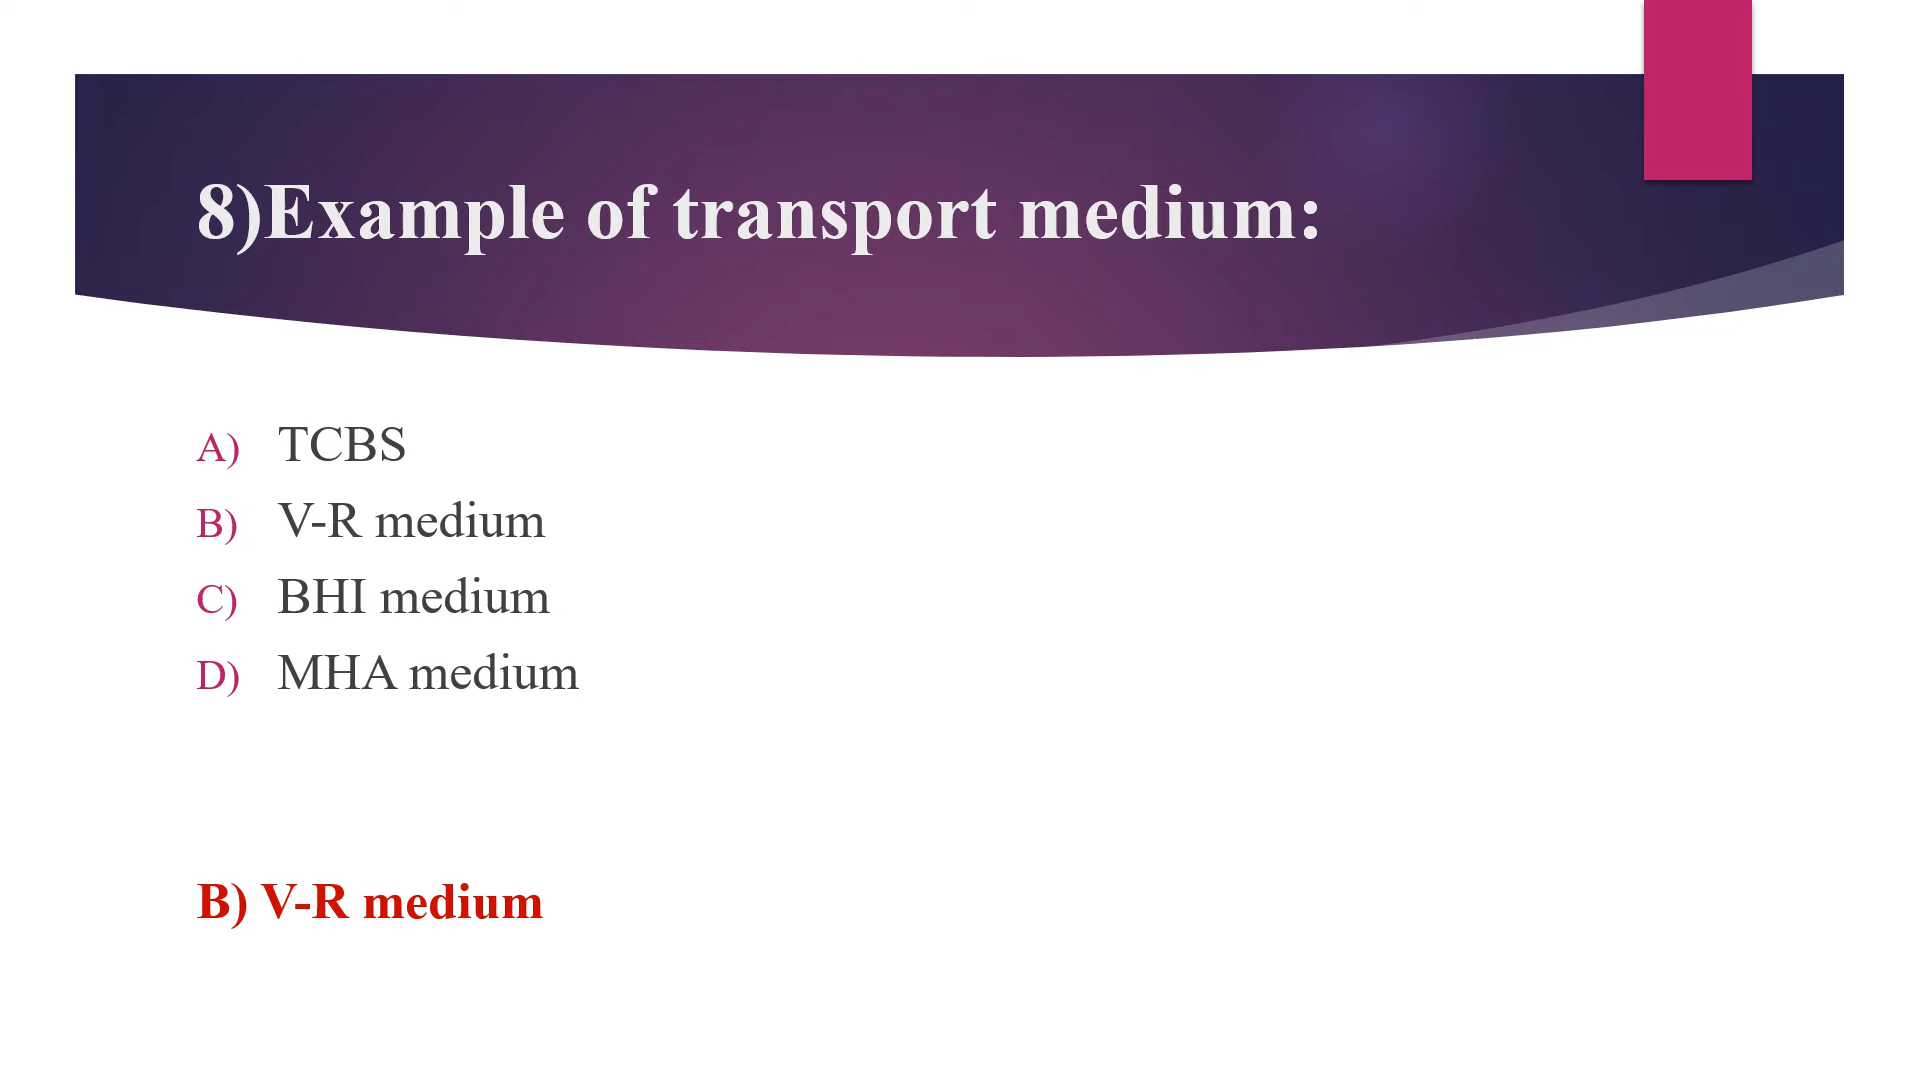 8)Example of transport medium:
A) TCBS
B) V-R medium
C) BHI medium
D) MHA medium
B) V-R medium